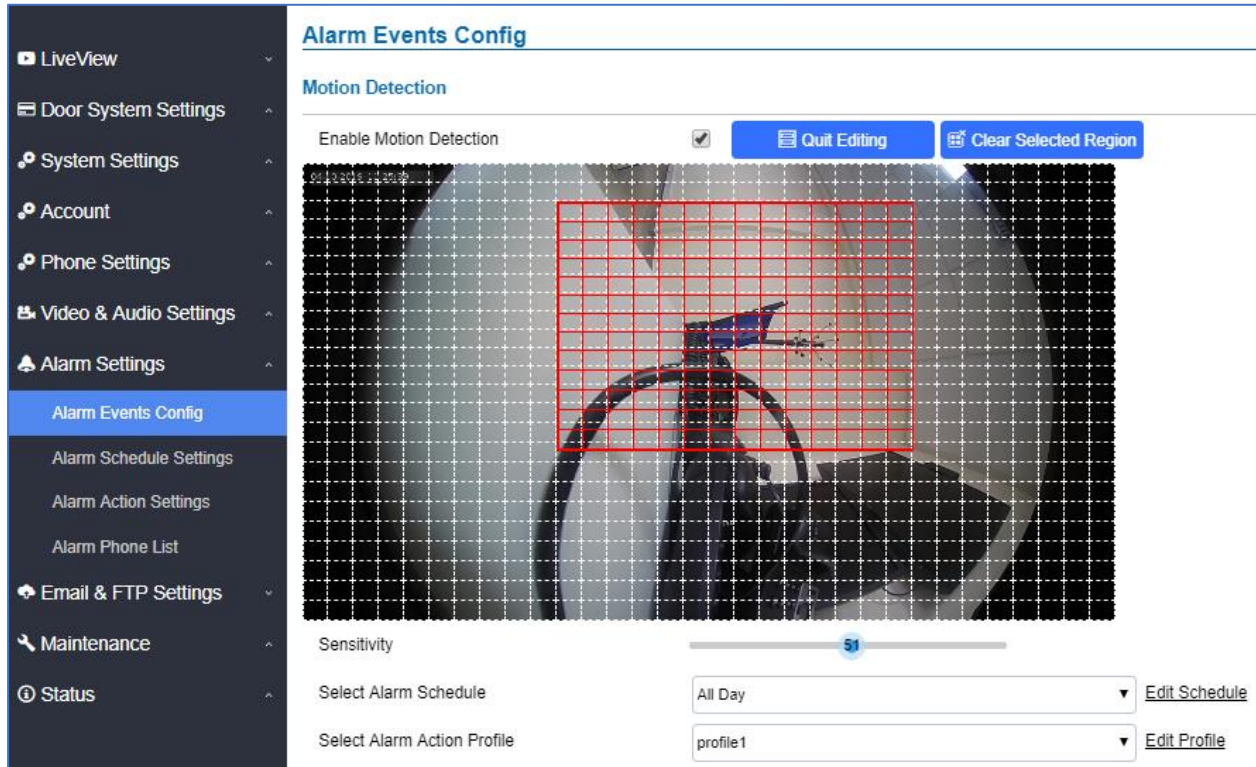 Alarm Events Config
LiveView
Motion Detection
Door System Settings
Enable Motion Detection
Quit Editing
Clear Selected Region
System Settings
Account
Phone Settings
Video & Audio Settings
Alarm Settings
Alarm Events Config
Alarm Schedule Settings
Alarm Action Settings
Alarm Phone List
Email & FTP Settings
Maintenance
Status
Sensitivity
51
Select Alarm Schedule
All Day
Edit Schedule
Select Alarm Action Profile
profile1
Edit Profile